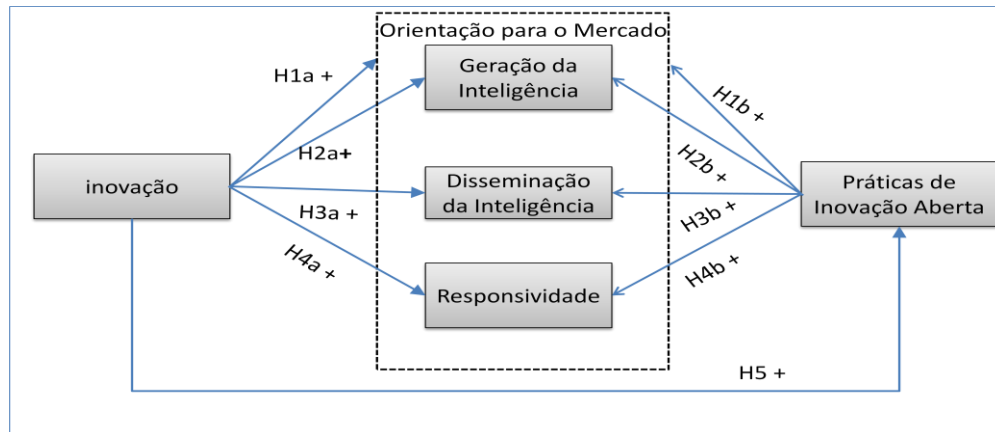 Orientação para o Mercado
H1a +
Geração da
Inteligência
H1b +
H2a+
H2b +
inovação
Disseminação
da Inteligência
Práticas de
Inovação Aberta
H3a +
H3b +
H4a +
H4b +
Responsividade
H5 +